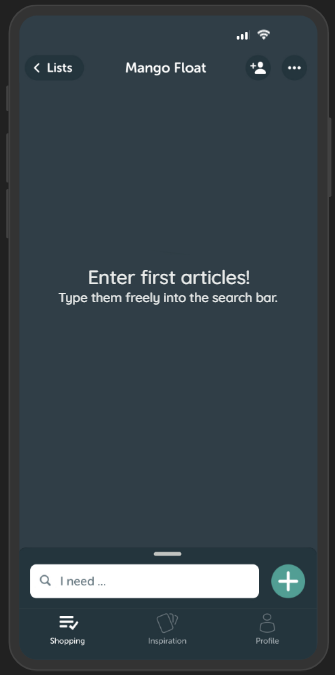 Lists
Mango Float
Enter first articles!
Type them freely into the search bar.
I need ...
Shopping
Inspiration
Profile